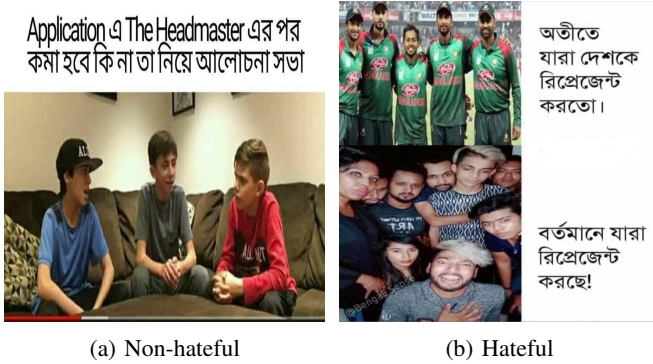 Application এ The Headmaster এর পর
কমা হবে কি না তা নিয়ে আলোচনা সভা
অতীতে
যারা দেশকে
রিপ্রেজেন্ট
করতো।
BANGLADESH
বর্তমানে যারা
রিপ্রেজেন্ট
করছে!
(a) Non-hateful
(b) Hateful